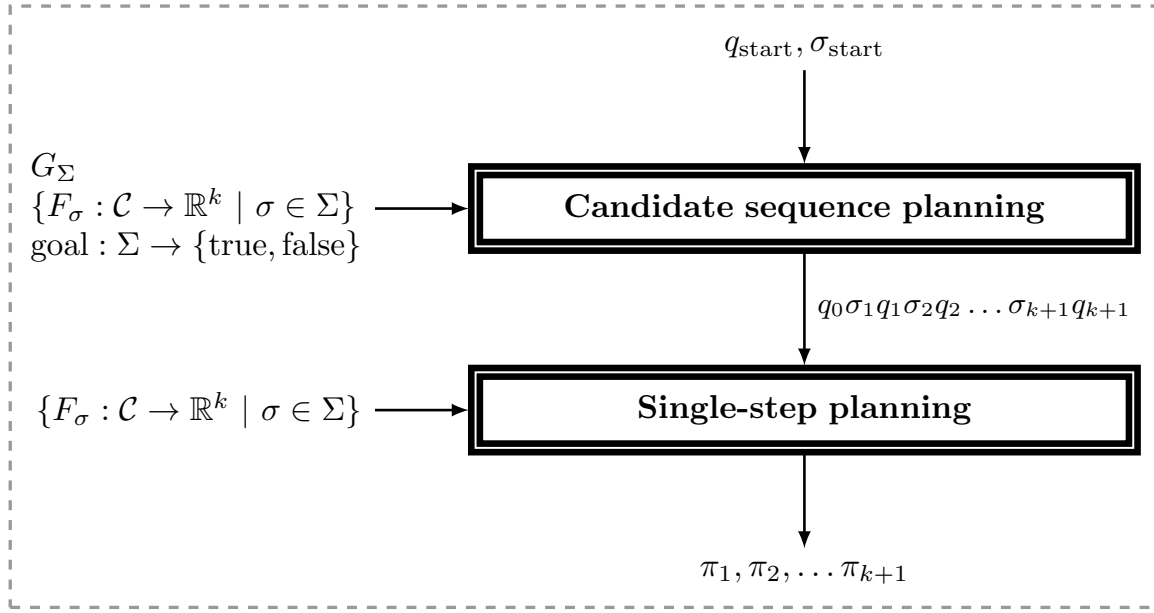 q_start, σ_start
G_Σ
{F_σ : 𝒞 → ℝ^k | σ ∈ Σ}
goal : Σ → {true, false}
Candidate sequence planning
q_0σ_1q_1σ_2q_2 … σ_{k+1}q_{k+1}
{F_σ : 𝒞 → ℝ^k | σ ∈ Σ}
Single-step planning
π_1, π_2, … π_{k+1}